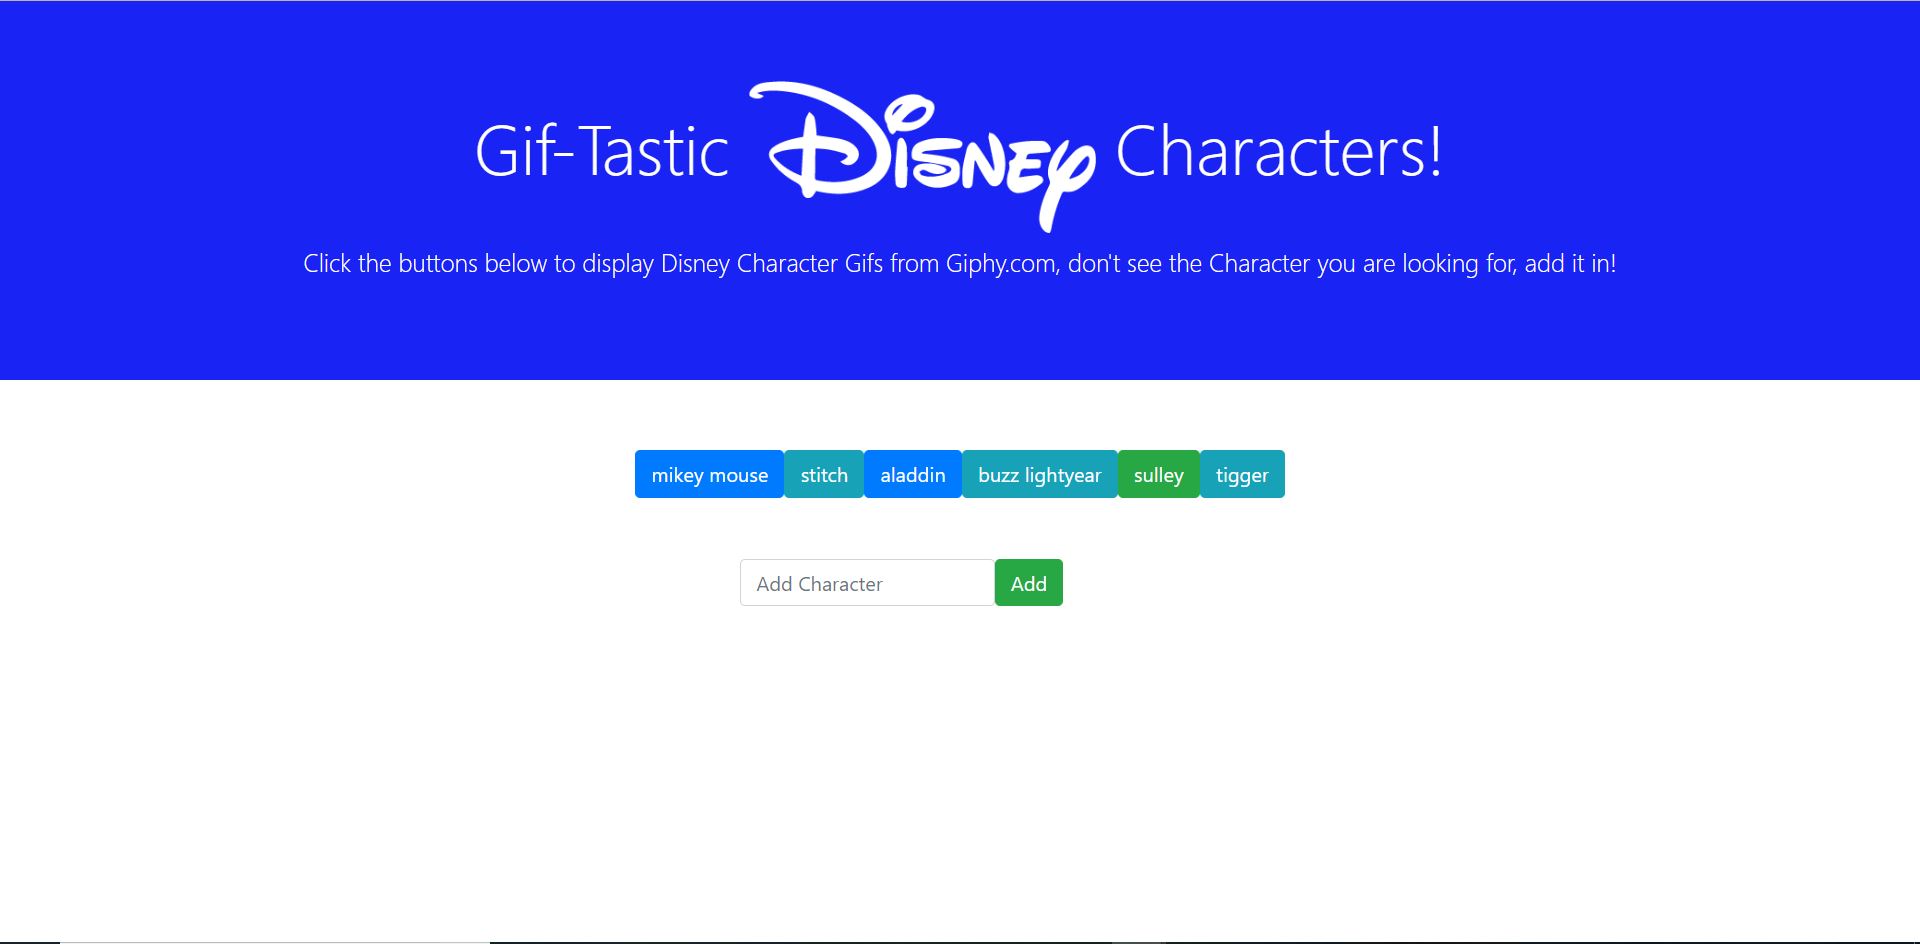 Gif-Tastic Disney Characters!
Click the buttons below to display Disney Character Gifs from Giphy.com, don't see the Character you are looking for, add it in!
mikey mouse stitch aladdin buzz lightyear sulley tigger
Add Character Add